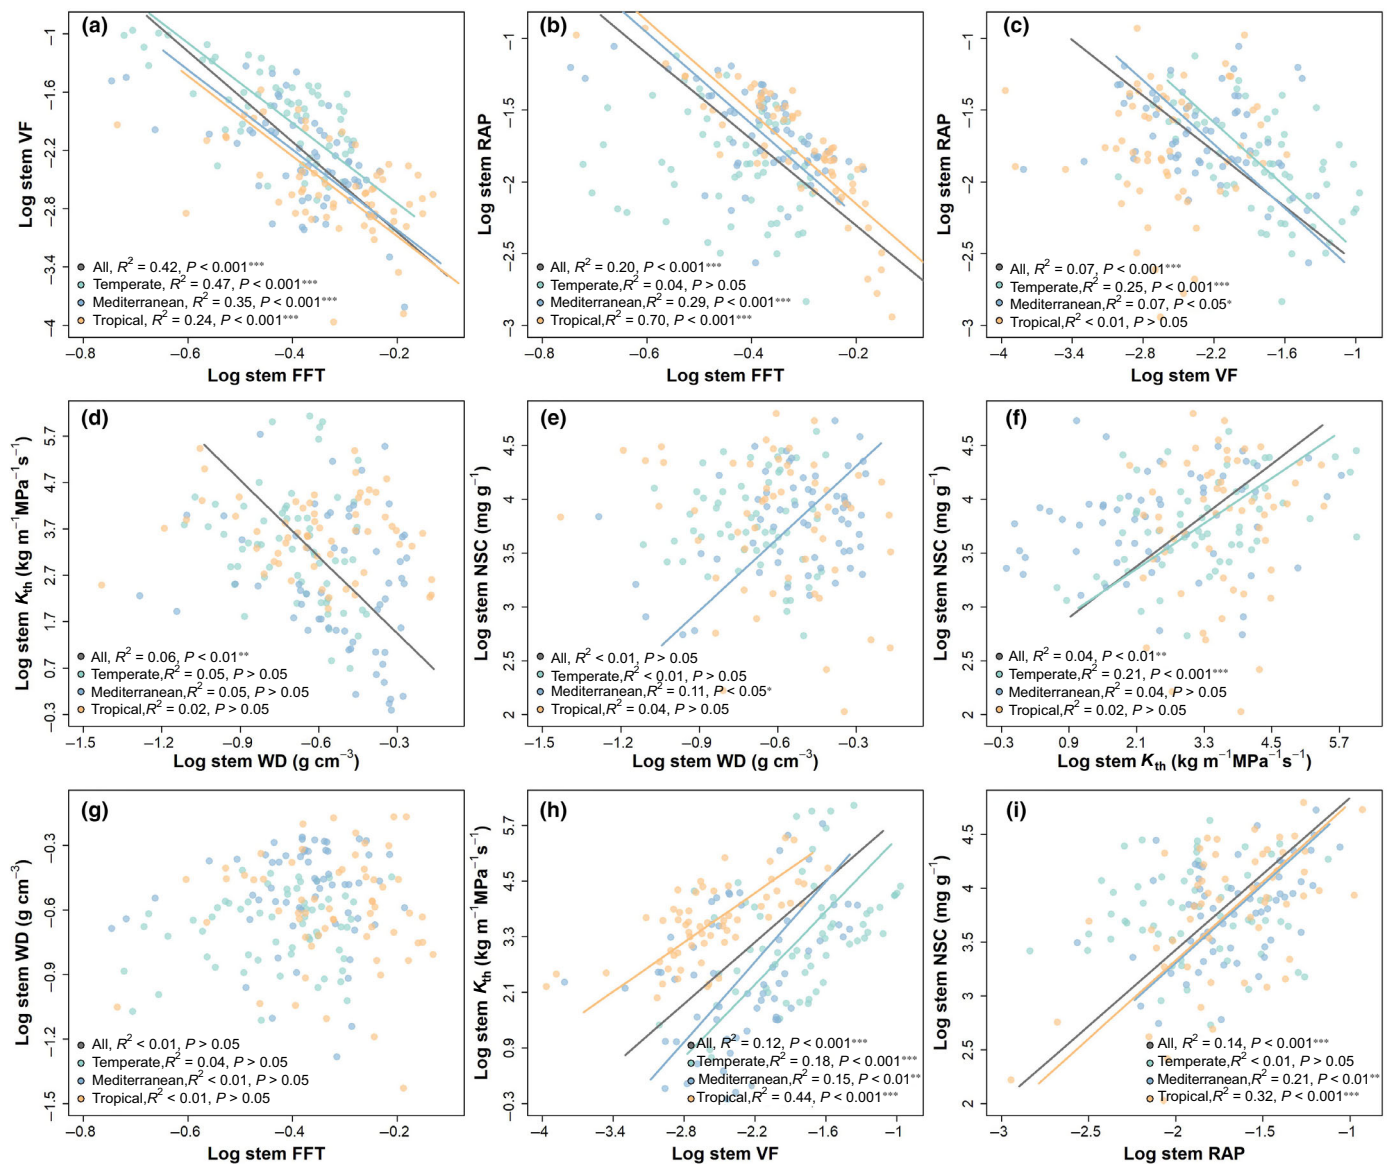 (a)
Log stem VF
−1
−1.6
−2.2
−2.8
−3.4
−4
All, R² = 0.42, P < 0.001***
Temperate, R² = 0.47, P < 0.001***
Mediterranean, R² = 0.35, P < 0.001***
Tropical, R² = 0.24, P < 0.001***
−0.8 −0.6 −0.4 −0.2
Log stem FFT
(b)
Log stem RAP
−1
−1.5
−2
−2.5
−3
All, R² = 0.20, P < 0.001***
Temperate,R² = 0.04, P > 0.05
Mediterranean,R² = 0.29, P < 0.001***
Tropical,R² = 0.70, P < 0.001***
−0.8 −0.6 −0.4 −0.2
Log stem FFT
(c)
Log stem RAP
−1
−1.5
−2
−2.5
−3
All, R² = 0.07, P < 0.001***
Temperate,R² = 0.25, P < 0.001***
Mediterranean,R² = 0.07, P < 0.05*
Tropical,R² < 0.01, P > 0.05
−4 −3.4 −2.8 −2.2 −1.6 −1
Log stem VF
(d)
Log stem Kth (kg m−1MPa−1s−1)
5.7
4.7
3.7
2.7
1.7
0.7
−0.3
All, R² = 0.06, P < 0.01**
Temperate,R² = 0.05, P > 0.05
Mediterranean,R² = 0.05, P > 0.05
Tropical,R² = 0.02, P > 0.05
−1.5 −1.2 −0.9 −0.6 −0.3
Log stem WD (g cm−3)
(e)
Log stem NSC (mg g−1)
4.5
4
3.5
3
2.5
2
All, R² < 0.01, P > 0.05
Temperate,R² < 0.01, P > 0.05
Mediterranean,R² = 0.11, P < 0.05*
Tropical,R² = 0.04, P > 0.05
−1.5 −1.2 −0.9 −0.6 −0.3
Log stem WD (g cm−3)
(f)
Log stem NSC (mg g−1)
4.5
4
3.5
3
2.5
2
All, R² = 0.04, P < 0.01**
Temperate,R² = 0.21, P < 0.001***
Mediterranean,R² = 0.04, P > 0.05
Tropical,R² = 0.02, P > 0.05
−0.3 0.9 2.1 3.3 4.5 5.7
Log stem Kth (kg m−1MPa−1s−1)
(g)
Log stem WD (g cm−3)
−0.3
−0.6
−0.9
−1.2
−1.5
All, R² < 0.01, P > 0.05
Temperate,R² = 0.04, P > 0.05
Mediterranean,R² < 0.01, P > 0.05
Tropical,R² < 0.01, P > 0.05
−0.8 −0.6 −0.4 −0.2
Log stem FFT
(h)
Log stem Kth (kg m−1MPa−1s−1)
5.7
4.5
3.3
2.1
0.9
−0.3
All, R² = 0.12, P < 0.001***
Temperate,R² = 0.18, P < 0.001***
Mediterranean,R² = 0.15, P < 0.01**
Tropical,R² = 0.44, P < 0.001***
−4 −2.8 −2.2 −1.6 −1
Log stem VF
(i)
Log stem NSC (mg g−1)
4.5
4
3.5
3
2.5
2
All, R² = 0.14, P < 0.001***
Temperate,R² < 0.01, P > 0.05
Mediterranean,R² = 0.21, P < 0.01**
Tropical,R² = 0.32, P < 0.001***
−3 −2.5 −2 −1.5 −1
Log stem RAP